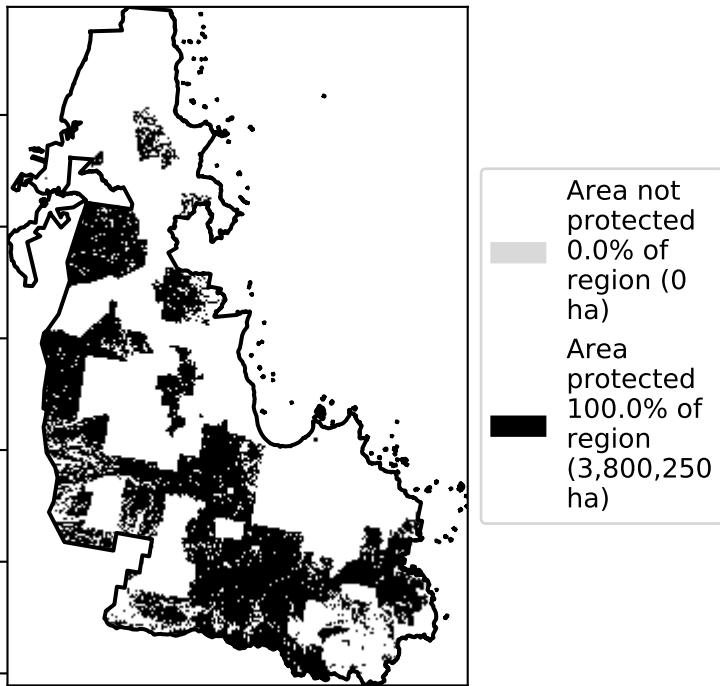 Area not
protected
0.0% of
region (0
ha)
Area
protected
100.0% of
region
(3,800,250
ha)